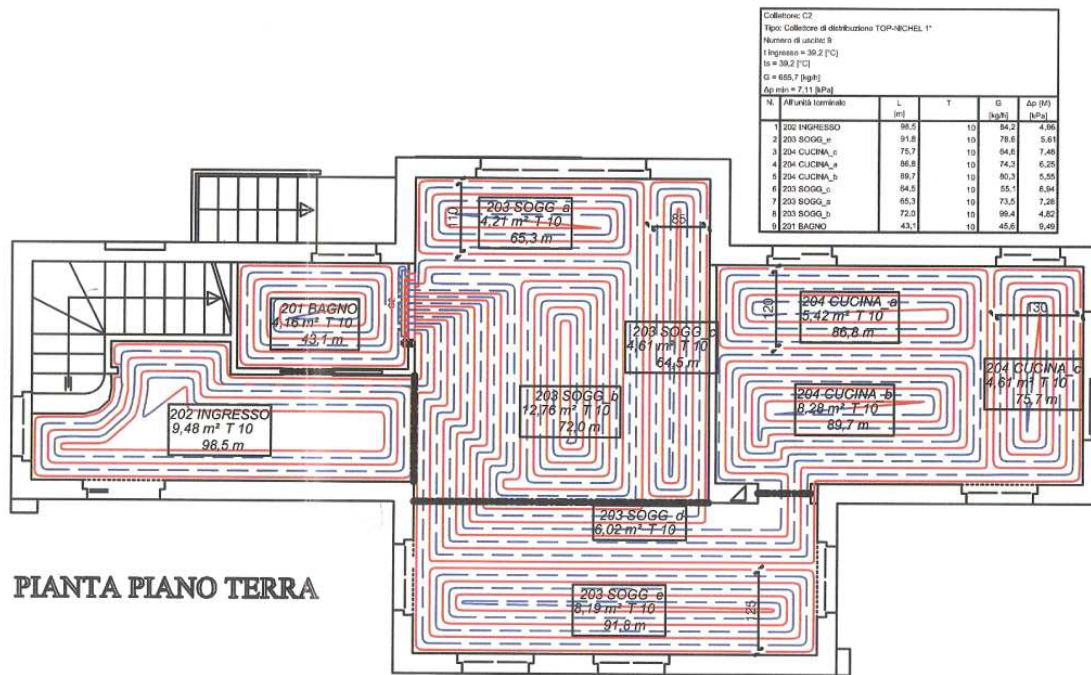 Collettore: C2
Tipo: Collettore di distribuzione TOP-NICHEL 1"
Numero di uscite: 9
t ingresso = 39,2 [°C]
ts = 39,2 [°C]
G = 655,7 [kg/h]
Δp min = 7,11 [kPa]
N. All'unità terminale L [m] T G [kg/h] Δp (M) [kPa]
1 202 INGRESSO 98,5 10 84,2 4,66
2 203 SOGG_e 91,8 10 78,6 5,61
3 204 CUCINA_c 75,7 10 64,8 7,48
4 204 CUCINA_a 86,8 10 74,3 6,25
5 204 CUCINA_b 89,7 10 80,3 5,55
6 203 SOGG_c 64,5 10 55,1 8,94
7 203 SOGG_a 65,3 10 73,5 7,28
8 203 SOGG_b 72,0 10 99,4 4,82
9 201 BAGNO 43,1 10 45,6 9,49
203 SOGG_a
4,21 m² T 10
65,3 m
110
85
201 BAGNO
4,16 m² T 10
43,1 m
203 SOGG_c
4,61 m² T 10
64,5 m
204 CUCINA_a
5,42 m² T 10
86,8 m
120
130
204 CUCINA_c
4,61 m² T 10
75,7 m
202 INGRESSO
9,48 m² T 10
98,5 m
203 SOGG_b
12,76 m² T 10
72,0 m
204 CUCINA_b
8,28 m² T 10
89,7 m
203 SOGG_d
6,02 m² T 10
203 SOGG_e
8,19 m² T 10
91,8 m
125
PIANTA PIANO TERRA